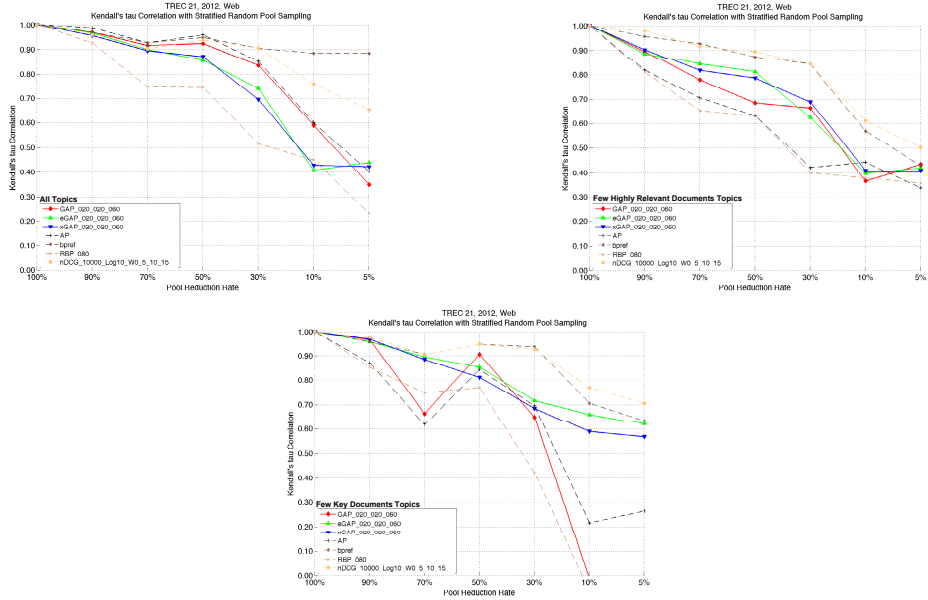 TREC 21, 2012, Web
Kendall's tau Correlation with Stratified Random Pool Sampling
1.00
0.90
0.80
0.70
0.60
0.50
0.40
0.30
0.20
0.10
0.00
Kendall's tau Correlation
All Topics
GAP_020_020_060
eGAP_020_020_060
xGAP_020_020_060
AP
bpref
RBP_080
nDCG_10000_Log10_W0_5_10_15
100% 90% 70% 50% 30% 10% 5%
Pool Reduction Rate
TREC 21, 2012, Web
Kendall's tau Correlation with Stratified Random Pool Sampling
1.00
0.90
0.80
0.70
0.60
0.50
0.40
0.30
0.20
0.10
0.00
Kendall's tau Correlation
Few Highly Relevant Documents Topics
GAP_020_020_060
eGAP_020_020_060
xGAP_020_020_060
AP
bpref
RBP_080
nDCG_10000_Log10_W0_5_10_15
100% 90% 70% 50% 30% 10% 5%
Pool Reduction Rate
TREC 21, 2012, Web
Kendall's tau Correlation with Stratified Random Pool Sampling
1.00
0.90
0.80
0.70
0.60
0.50
0.40
0.30
0.20
0.10
0.00
Kendall's tau Correlation
Few Key Documents Topics
GAP_020_020_060
eGAP_020_020_060
xGAP_020_020_060
AP
bpref
RBP_080
nDCG_10000_Log10_W0_5_10_15
100% 90% 70% 50% 30% 10% 5%
Pool Reduction Rate